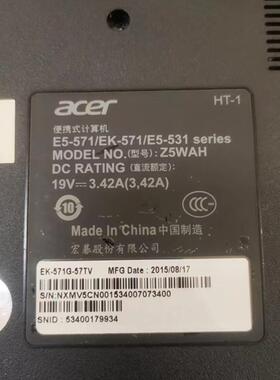 HT-1
acer
便携式计算机
E5-571/EK-571/E5-531 series
MODEL NO.(型号): Z5WAH
DC RATING (直流额定):
19V⎓3.42A(3,42A)
10
CCC
Made in China 中国制造
宏碁股份有限公司
EK-571G-57TV MFG Date : 2015/08/17
S/N:NXMV5CN001534007073400
SNID : 53400179934